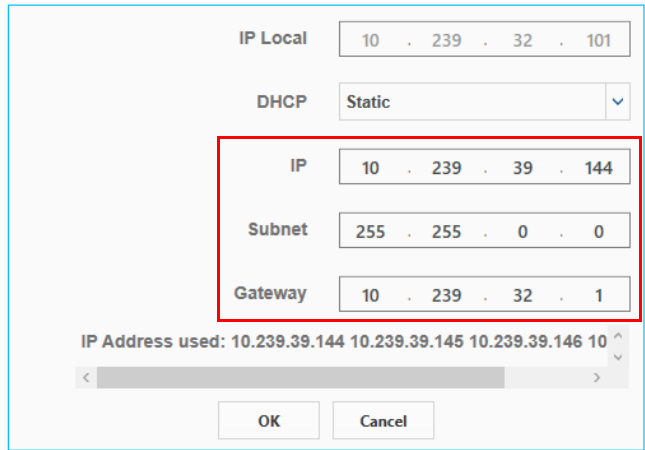 IP Local 10 . 239 . 32 . 101
DHCP Static
IP 10 . 239 . 39 . 144
Subnet 255 . 255 . 0 . 0
Gateway 10 . 239 . 32 . 1
IP Address used: 10.239.39.144 10.239.39.145 10.239.39.146 10
OK Cancel